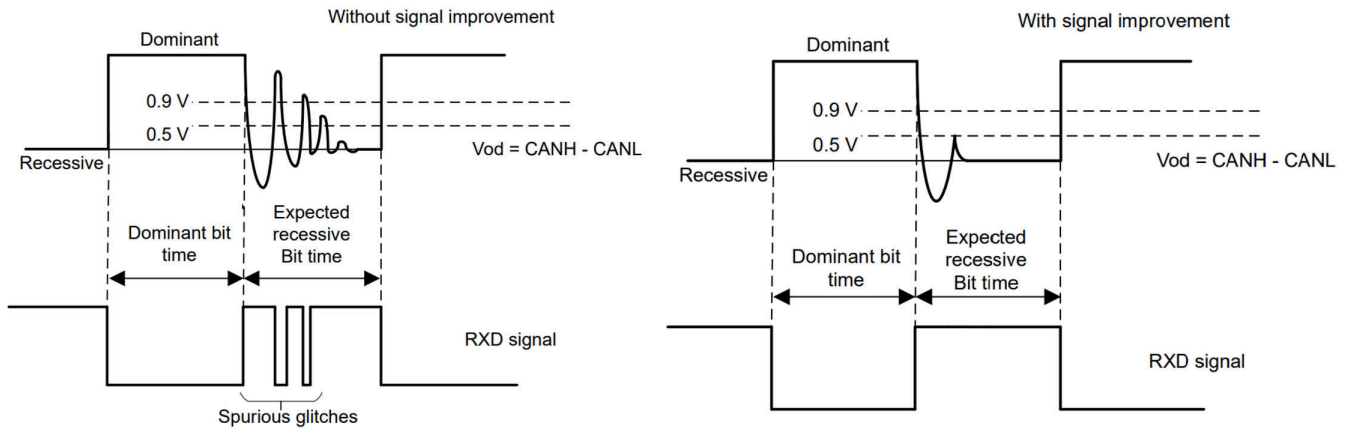 Without signal improvement
Dominant
0.9 V
0.5 V
Recessive
Vod = CANH - CANL
Dominant bit
time
Expected
recessive
Bit time
RXD signal
Spurious glitches
With signal improvement
Dominant
0.9 V
0.5 V
Recessive
Vod = CANH - CANL
Dominant bit
time
Expected
recessive
Bit time
RXD signal